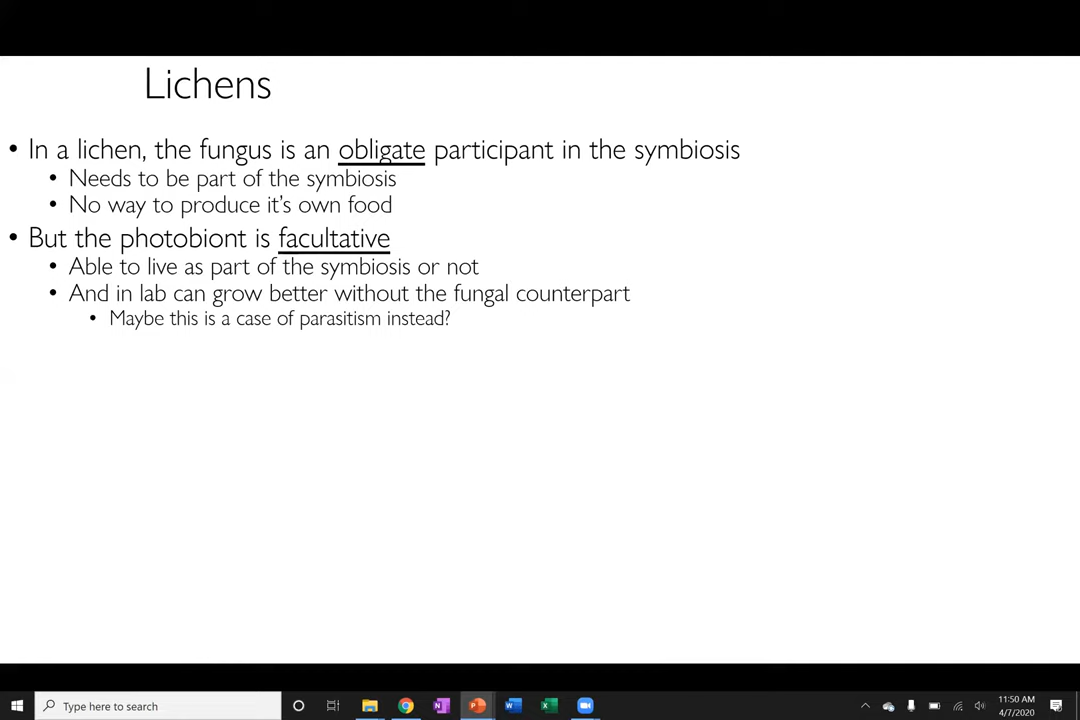 Lichens
• In a lichen, the fungus is an obligate participant in the symbiosis
• Needs to be part of the symbiosis
• No way to produce it's own food
• But the photobiont is facultative
• Able to live as part of the symbiosis or not
• And in lab can grow better without the fungal counterpart
• Maybe this is a case of parasitism instead?
Type here to search
11:50 AM
4/7/2020